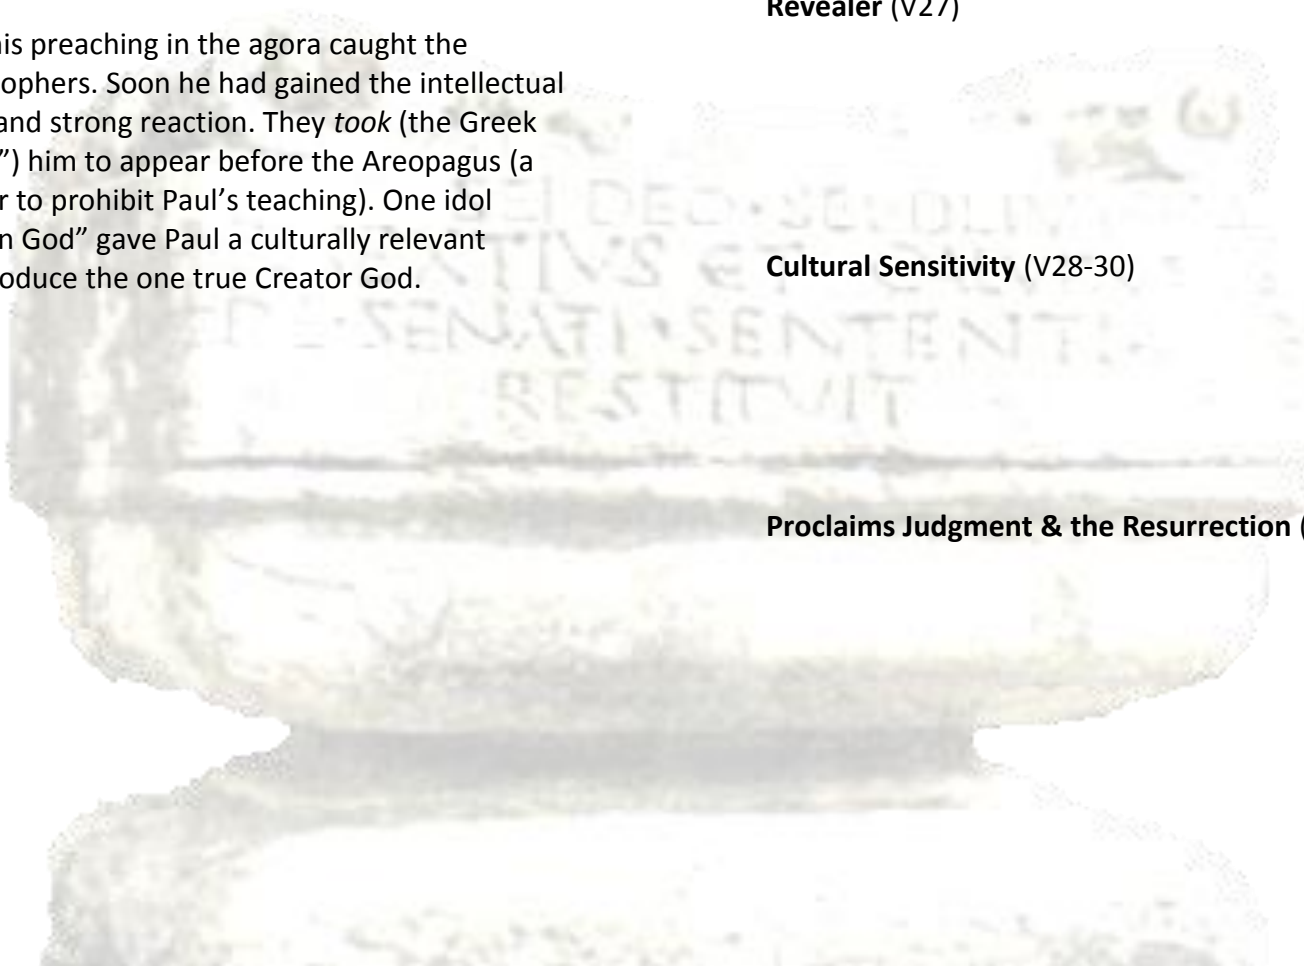 his preaching in the agora caught the
ophers. Soon he had gained the intellectual
and strong reaction. They took (the Greek
”) him to appear before the Areopagus (a
r to prohibit Paul’s teaching). One idol
n God” gave Paul a culturally relevant
oduce the one true Creator God.
Revealer (V27)
Cultural Sensitivity (V28-30)
Proclaims Judgment & the Resurrection (
SENATI•SENTENTI
RESTITVIT